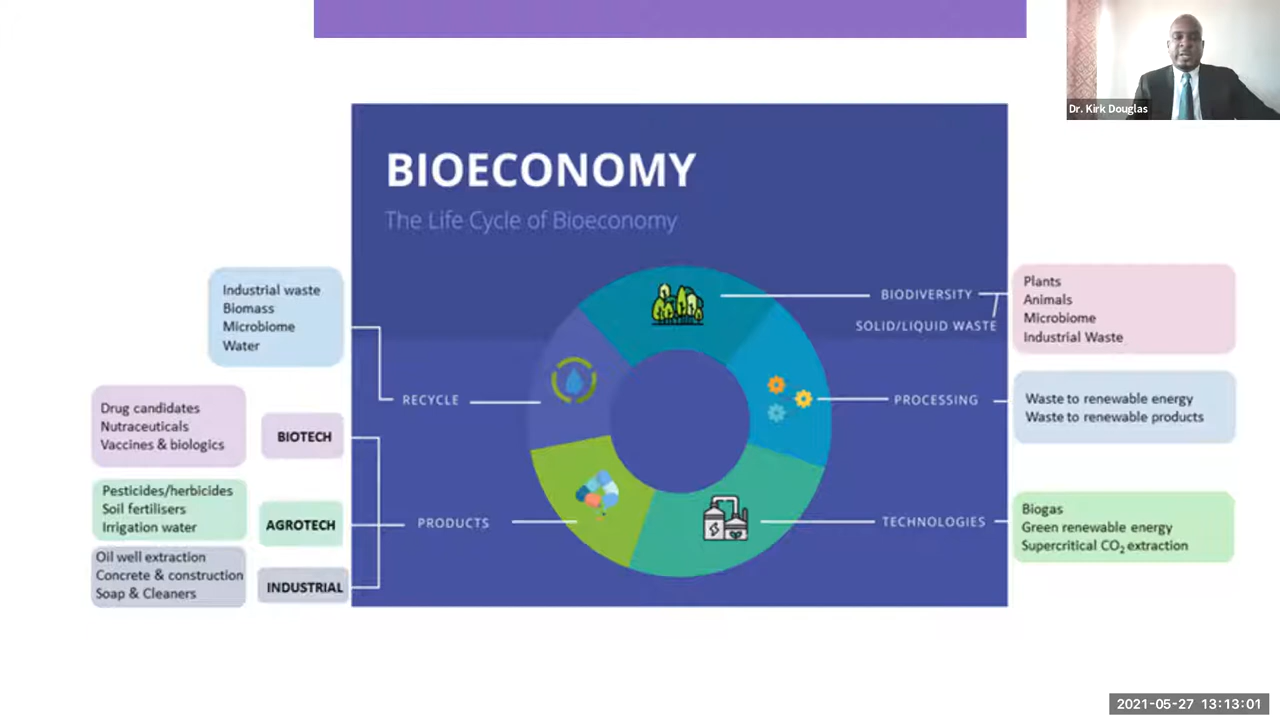 Dr. Kirk Douglas
BIOECONOMY
The Life Cycle of Bioeconomy
BIODIVERSITY
SOLID/LIQUID WASTE
Plants
Animals
Microbiome
Industrial Waste
PROCESSING
Waste to renewable energy
Waste to renewable products
TECHNOLOGIES
Biogas
Green renewable energy
Supercritical CO₂ extraction
Industrial waste
Biomass
Microbiome
Water
RECYCLE
Drug candidates
Nutraceuticals
Vaccines & biologics
BIOTECH
Pesticides/herbicides
Soil fertilisers
Irrigation water
AGROTECH
PRODUCTS
Oil well extraction
Concrete & construction
Soap & Cleaners
INDUSTRIAL
2021-05-27 13:13:01